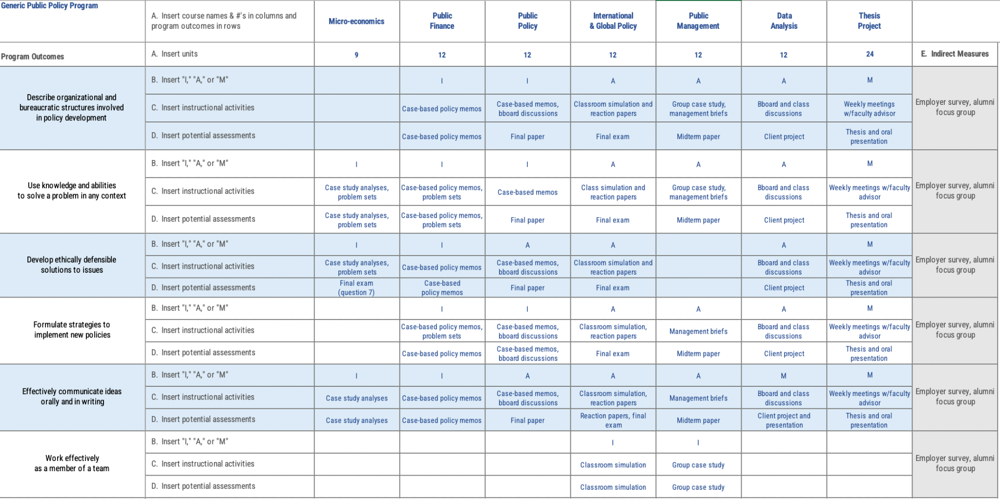 Generic Public Policy Program
A. Insert course names & #'s in columns and
program outcomes in rows
Micro-economics
Public
Finance
Public
Policy
International
& Global Policy
Public
Management
Data
Analysis
Thesis
Project
Program Outcomes
A. Insert units
9
12
12
12
12
12
24
E. Indirect Measures
Describe organizational and
bureaucratic structures involved
in policy development
B. Insert "I," "A," or "M"
I
I
A
A
A
M
C. Insert instructional activities
Case-based policy memos
Case-based memos,
bboard discussions
Classroom simulation and
reaction papers
Group case study,
management briefs
Bboard and class
discussions
Weekly meetings
w/faculty advisor
D. Insert potential assessments
Case-based policy memos
Final paper
Final exam
Midterm paper
Client project
Thesis and oral
presentation
Employer survey, alumni
focus group
Use knowledge and abilities
to solve a problem in any context
B. Insert "I," "A," or "M"
I
I
I
A
A
A
M
C. Insert instructional activities
Case study analyses,
problem sets
Case-based policy memos,
problem sets
Case-based memos
Class simulation and
reaction papers
Group case study,
management briefs
Bboard and class
discussions
Weekly meetings w/faculty
advisor
D. Insert potential assessments
Case study analyses,
problem sets
Case-based policy memos,
problem sets
Final paper
Final exam
Midterm paper
Client project
Thesis and oral
presentation
Employer survey, alumni
focus group
Develop ethically defensible
solutions to issues
B. Insert "I," "A," or "M"
I
I
A
A
A
M
C. Insert instructional activities
Case study analyses,
problem sets
Case-based policy memos
Case-based memos,
bboard discussions
Classroom simulation and
reaction papers
Bboard and class
discussions
Weekly meetings w/faculty
advisor
D. Insert potential assessments
Final exam
(question 7)
Case-based
policy memos
Final paper
Final exam
Client project
Thesis and oral
presentation
Employer survey, alumni
focus group
Formulate strategies to
implement new policies
B. Insert "I," "A," or "M"
I
I
A
A
A
M
C. Insert instructional activities
Case-based policy memos,
problem sets
Case-based memos,
bboard discussions
Classroom simulation,
reaction papers
Management briefs
Bboard and class
discussions
Weekly meetings w/faculty
advisor
D. Insert potential assessments
Case-based policy memos
Case-based memos,
bboard discussions
Final exam
Midterm paper
Client project
Thesis and oral
presentation
Employer survey, alumni
focus group
Effectively communicate ideas
orally and in writing
B. Insert "I," "A," or "M"
I
I
A
A
A
M
M
C. Insert instructional activities
Case study analyses
Case-based policy memos
Case-based memos,
bboard discussions
Classroom simulation,
reaction papers
Management briefs
Bboard and class
discussions
Weekly meetings w/faculty
advisor
D. Insert potential assessments
Case study analyses
Case-based policy memos
Final paper
Reaction papers, final
exam
Midterm paper
Client project and
presentation
Thesis and oral
presentation
Employer survey, alumni
focus group
Work effectively
as a member of a team
B. Insert "I," "A," or "M"
I
I
C. Insert instructional activities
Classroom simulation
Group case study
D. Insert potential assessments
Classroom simulation
Group case study
Employer survey, alumni
focus group